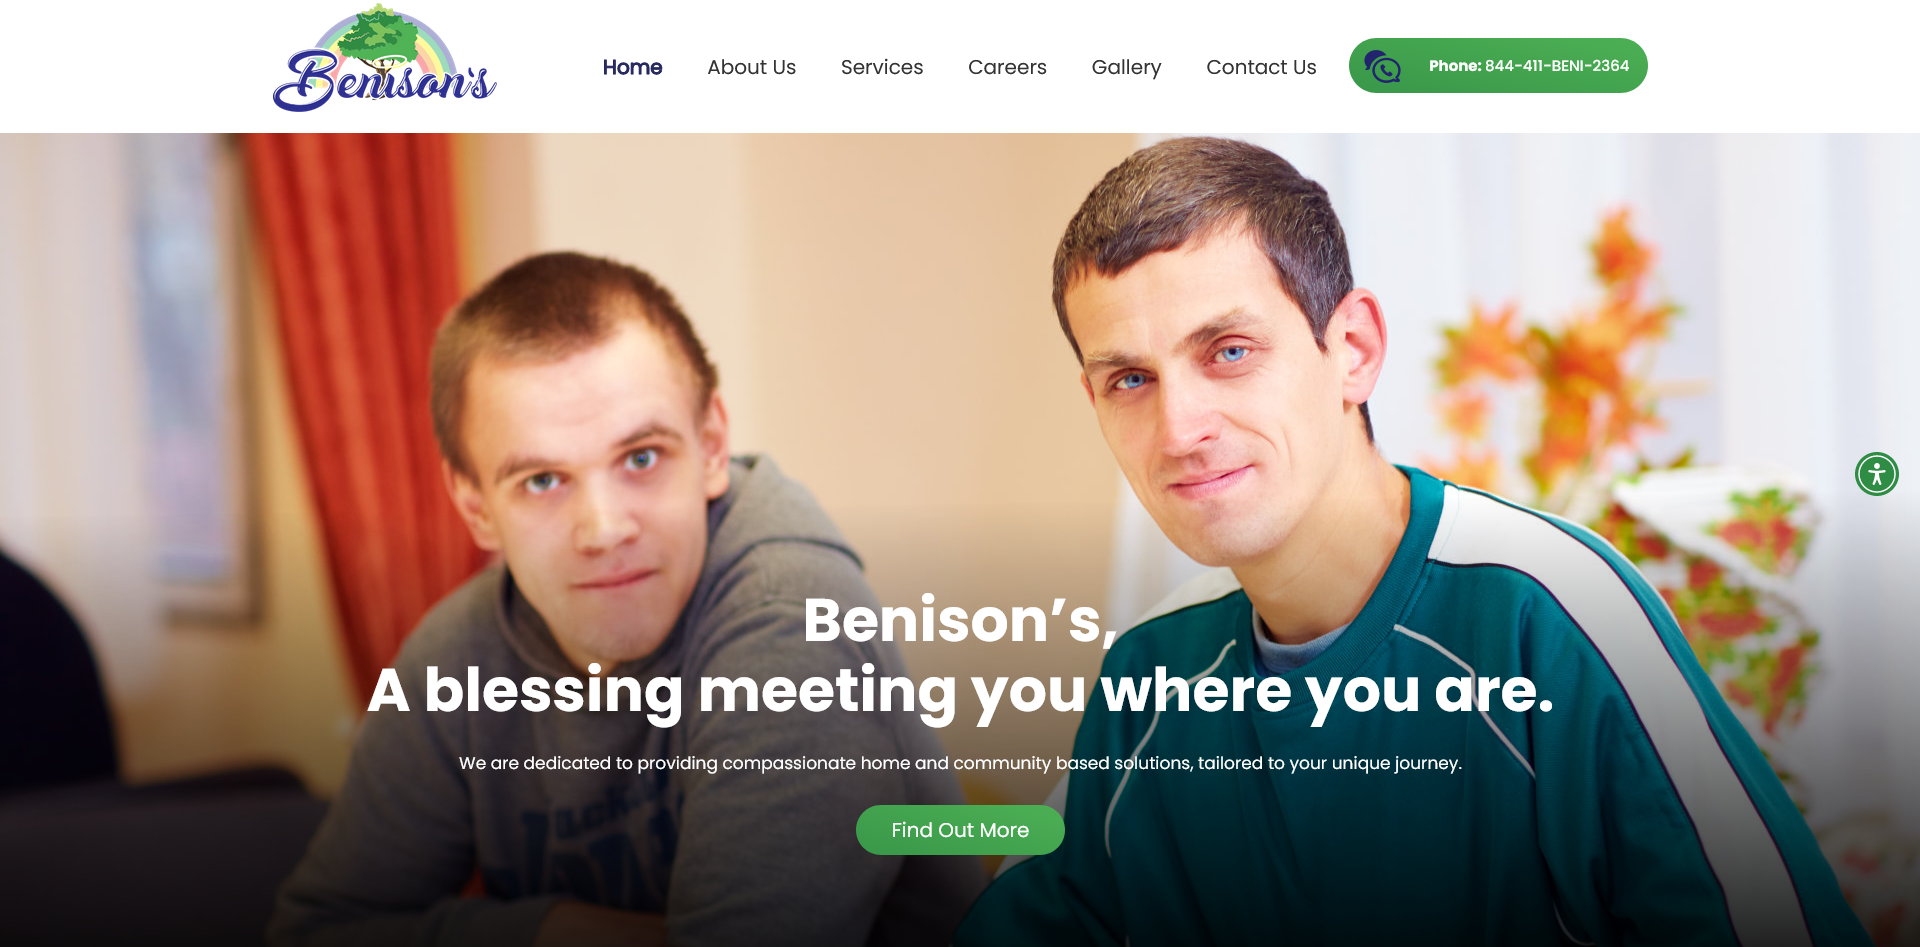 Benison's
Home
About Us
Services
Careers
Gallery
Contact Us
Phone: 844-411-BENI-2364
Benison’s,
A blessing meeting you where you are.
We are dedicated to providing compassionate home and community based solutions, tailored to your unique journey.
Find Out More